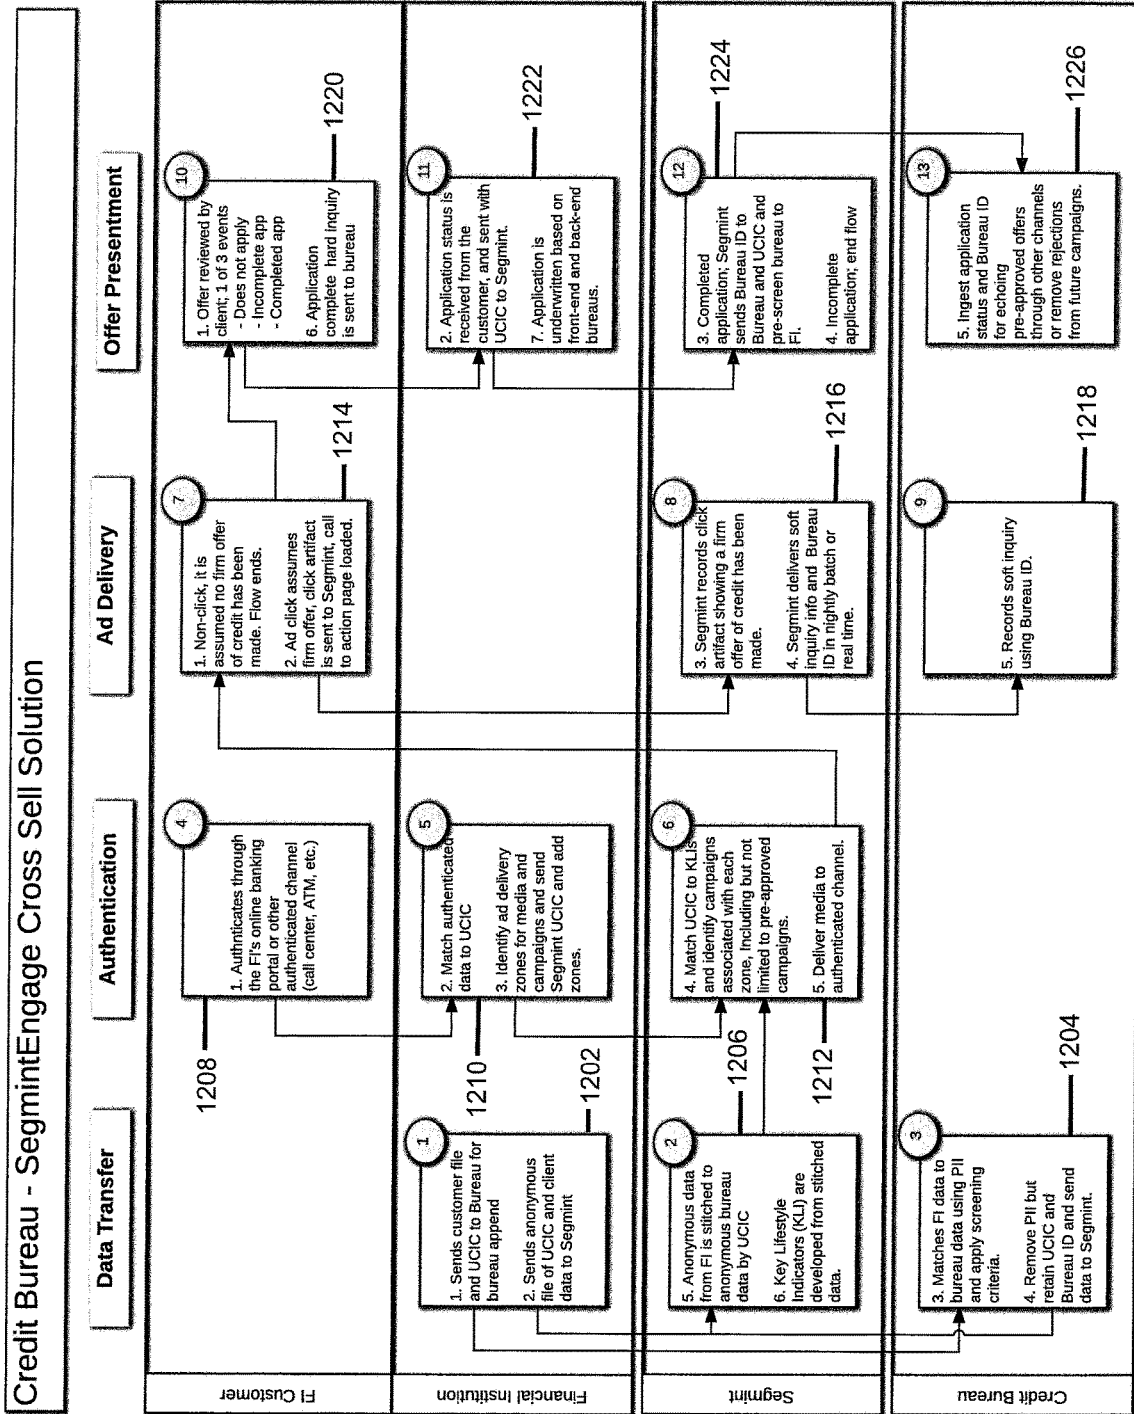 Credit Bureau - SegmintEngage Cross Sell Solution
Data Transfer
Authentication
Ad Delivery
Offer Presentment
FI Customer
4
1. Authnticates through
the FI's online banking
portal or other
authenticated channel
(call center, ATM, etc.)
1208
7
1. Non-click, it is
assumed no firm offer
of credit has been
made. Flow ends.
2. Ad click assumes
firm offer, click artifact
is sent to Segmint, call
to action page loaded.
1214
10
1. Offer reviewed by
client; 1 of 3 events
- Does not apply
- Incomplete app
- Completed app
6. Application
complete hard Inquiry
is sent to bureau
1220
Financial Institution
1
1. Sends customer file
and UCIC to Bureau for
bureau append
2. Sends anonymous
file of UCIC and client
data to Segmint
1202
5
2. Match authenticated
data to UCIC
3. Identify ad delivery
zones for media and
campaigns and send
Segmint UCIC and add
zones.
1210
11
2. Application status is
received from the
customer, and sent with
UCIC to Segmint.
7. Application is
underwritten based on
front-end and back-end
bureaus.
1222
Segmint
2
5. Anonymous data
from FI is stitched to
anonymous bureau
data by UCIC
6. Key Lifestyle
Indicators (KLI) are
developed from stitched
data.
1206
6
4. Match UCIC to KLIs
and identify campaigns
associated with each
zone, Including but not
limited to pre-approved
campaigns.
5. Deliver media to
authenticated channel.
1212
8
3. Segmint records click
artifact showing a firm
offer of credit has been
made.
4. Segmint delivers soft
inquiry info and Bureau
ID in nightly batch or
real time.
1216
12
3. Completed
application; Segmint
sends Bureau ID to
Bureau and UCIC and
pre-screen bureau to
FI.
4. Incomplete
application; end flow
1224
Credit Bureau
3
3. Matches FI data to
bureau data using PII
and apply screening
criteria.
4. Remove PII but
retain UCIC and
Bureau ID and send
data to Segmint.
1204
9
5. Records soft inquiry
using Bureau ID.
1218
13
5. Ingest application
status and Bureau ID
for echoing
pre-approved offers
through other channels
or remove rejections
from future campaigns.
1226